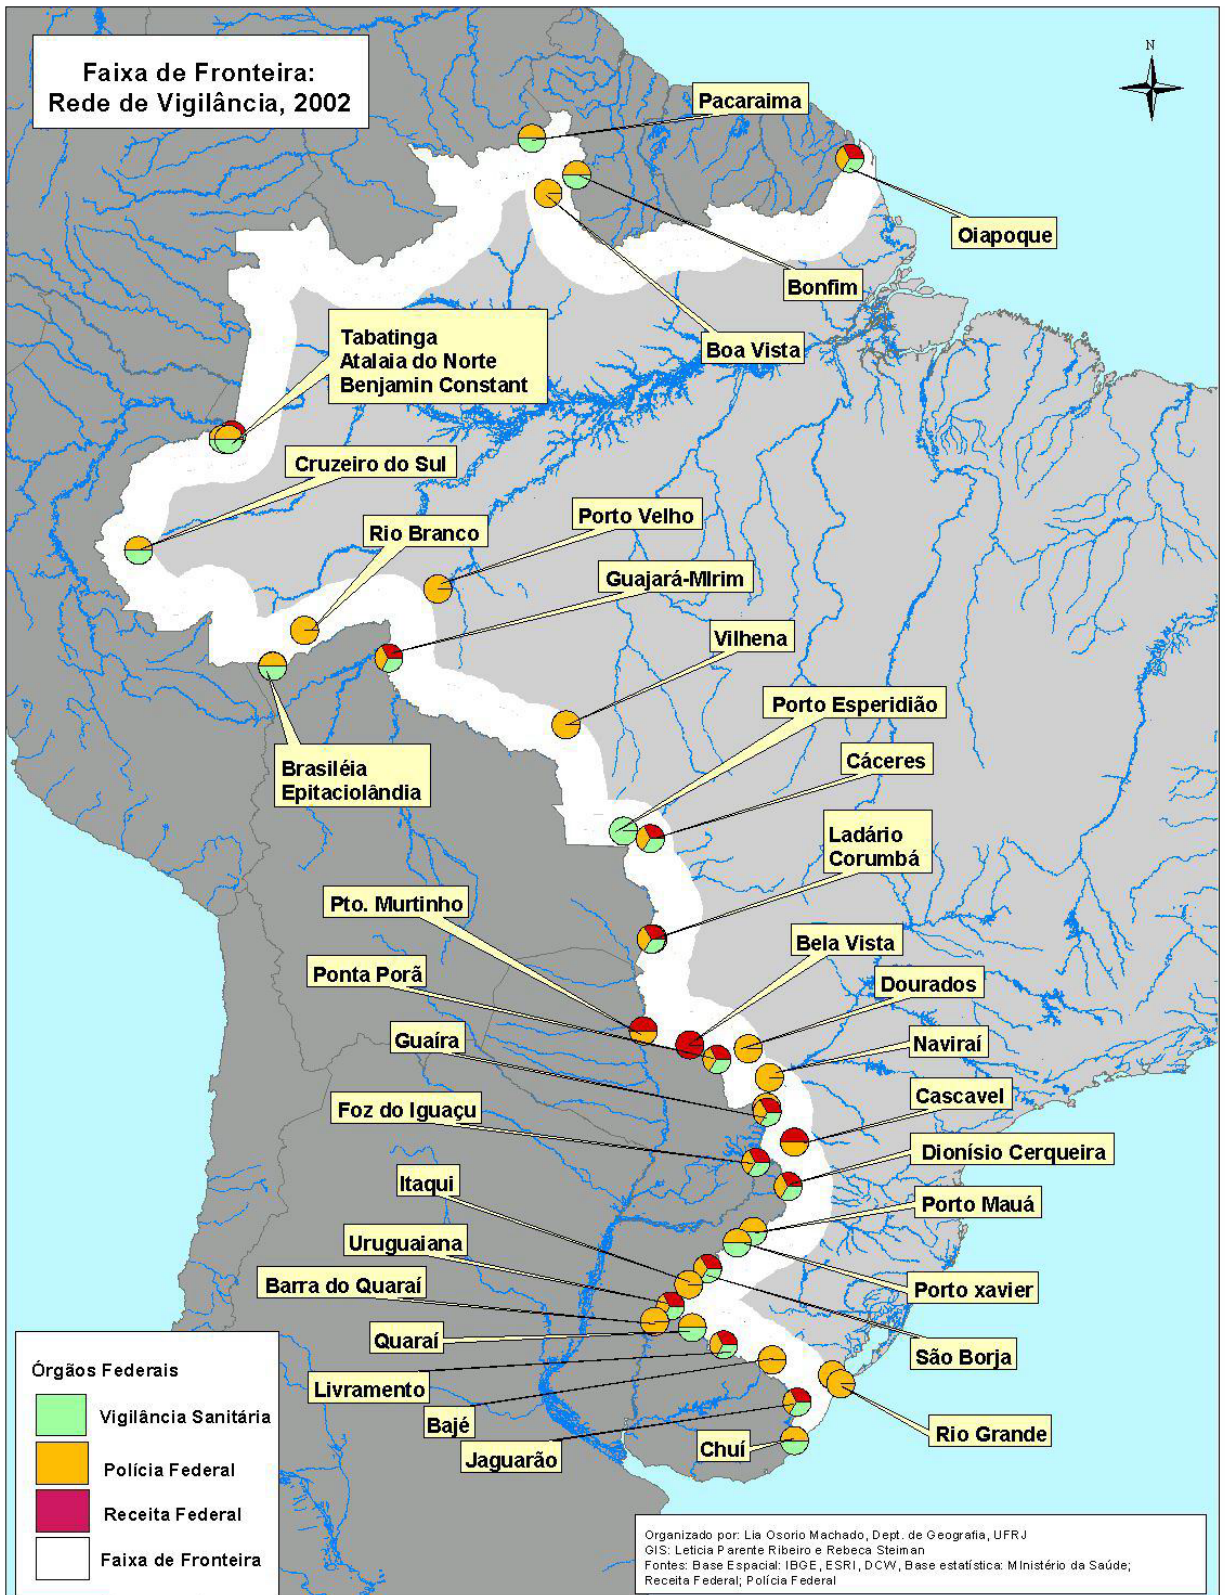 Faixa de Fronteira:
Rede de Vigilância, 2002
N
Pacaraima
Oiapoque
Bonfim
Boa Vista
Tabatinga
Atalaia do Norte
Benjamin Constant
Cruzeiro do Sul
Rio Branco
Porto Velho
Guajará-MIrim
Vilhena
Porto Esperidião
Brasiléia
Epitaciolândia
Cáceres
Ladário
Corumbá
Pto. Murtinho
Bela Vista
Ponta Porã
Dourados
Guaíra
Naviraí
Foz do Iguaçu
Cascavel
Dionísio Cerqueira
Itaqui
Porto Mauá
Uruguaiana
Barra do Quaraí
Porto xavier
Quaraí
São Borja
Livramento
Bajé
Rio Grande
Jaguarão
Chuí
Órgãos Federais
Vigilância Sanitária
Polícia Federal
Receita Federal
Faixa de Fronteira
Organizado por: Lia Osorio Machado, Dept. de Geografia, UFRJ
GIS: Leticia Parente Ribeiro e Rebeca Steiman
Fontes: Base Espacial: IBGE, ESRI, DCW, Base estatística: MInistério da Saúde;
Receita Federal; Polícia Federal